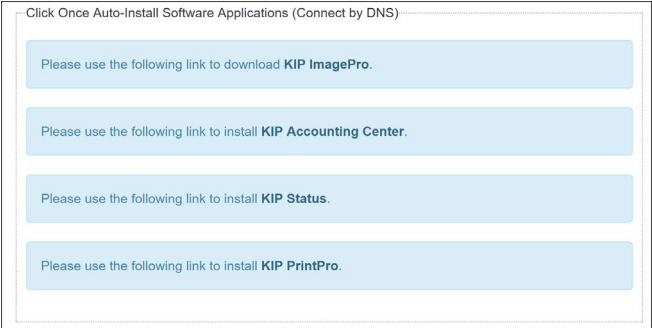 Click Once Auto-Install Software Applications (Connect by DNS)
Please use the following link to download KIP ImagePro.
Please use the following link to install KIP Accounting Center.
Please use the following link to install KIP Status.
Please use the following link to install KIP PrintPro.